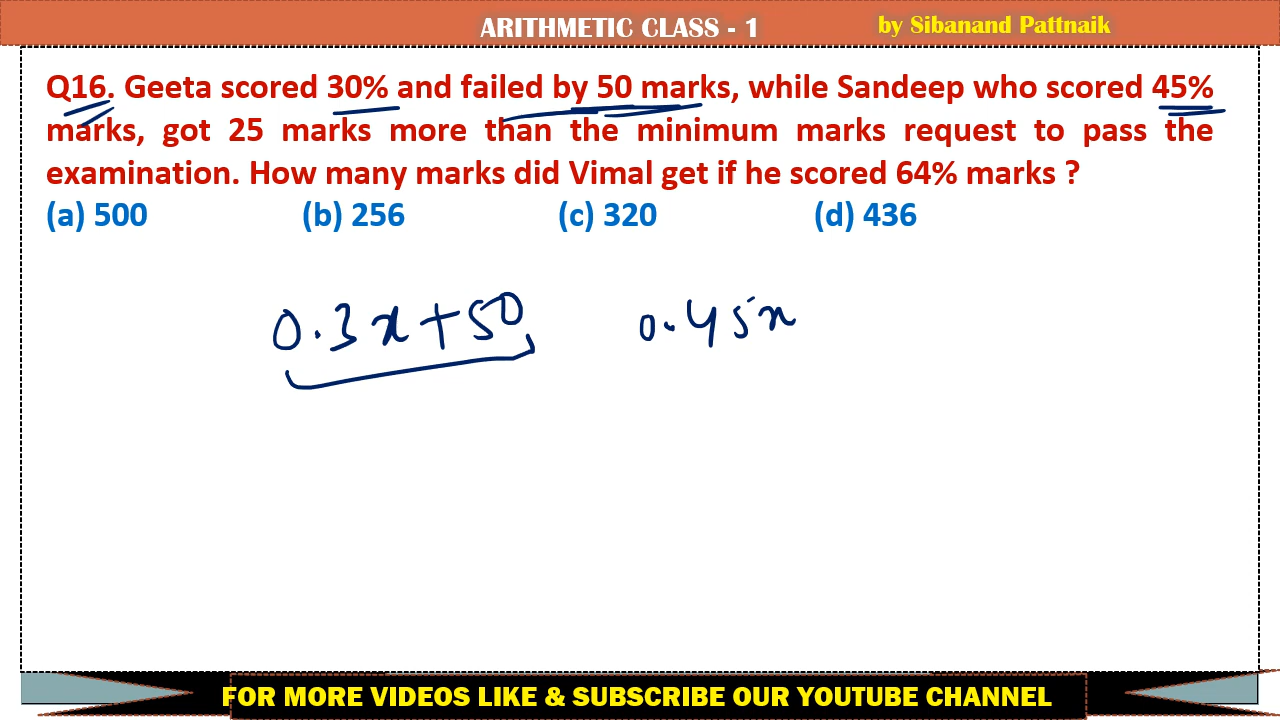 ARITHMETIC CLASS - 1
by Sibanand Pattnaik
Q16. Geeta scored 30% and failed by 50 marks, while Sandeep who scored 45%
marks, got 25 marks more than the minimum marks request to pass the
examination. How many marks did Vimal get if he scored 64% marks ?
(a) 500 (b) 256 (c) 320 (d) 436
0.3x+50 0.45x
FOR MORE VIDEOS LIKE & SUBSCRIBE OUR YOUTUBE CHANNEL